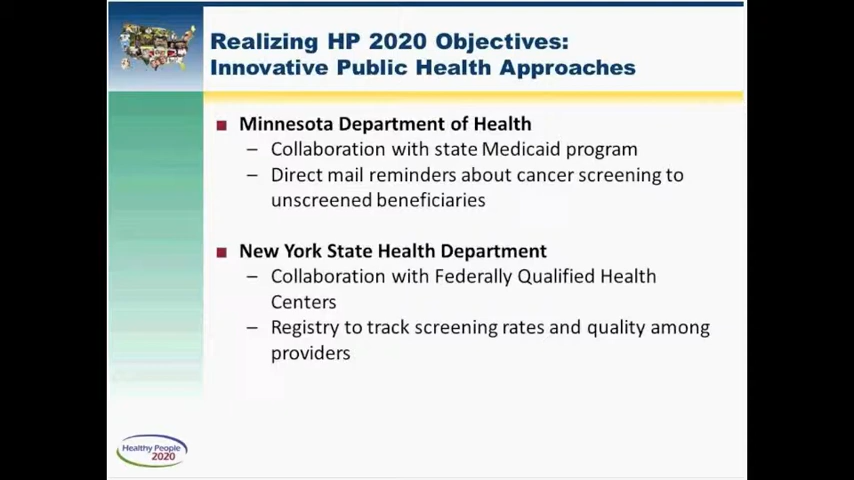 Realizing HP 2020 Objectives:
Innovative Public Health Approaches
■ Minnesota Department of Health
– Collaboration with state Medicaid program
– Direct mail reminders about cancer screening to
unscreened beneficiaries
■ New York State Health Department
– Collaboration with Federally Qualified Health
Centers
– Registry to track screening rates and quality among
providers
Healthy People
2020